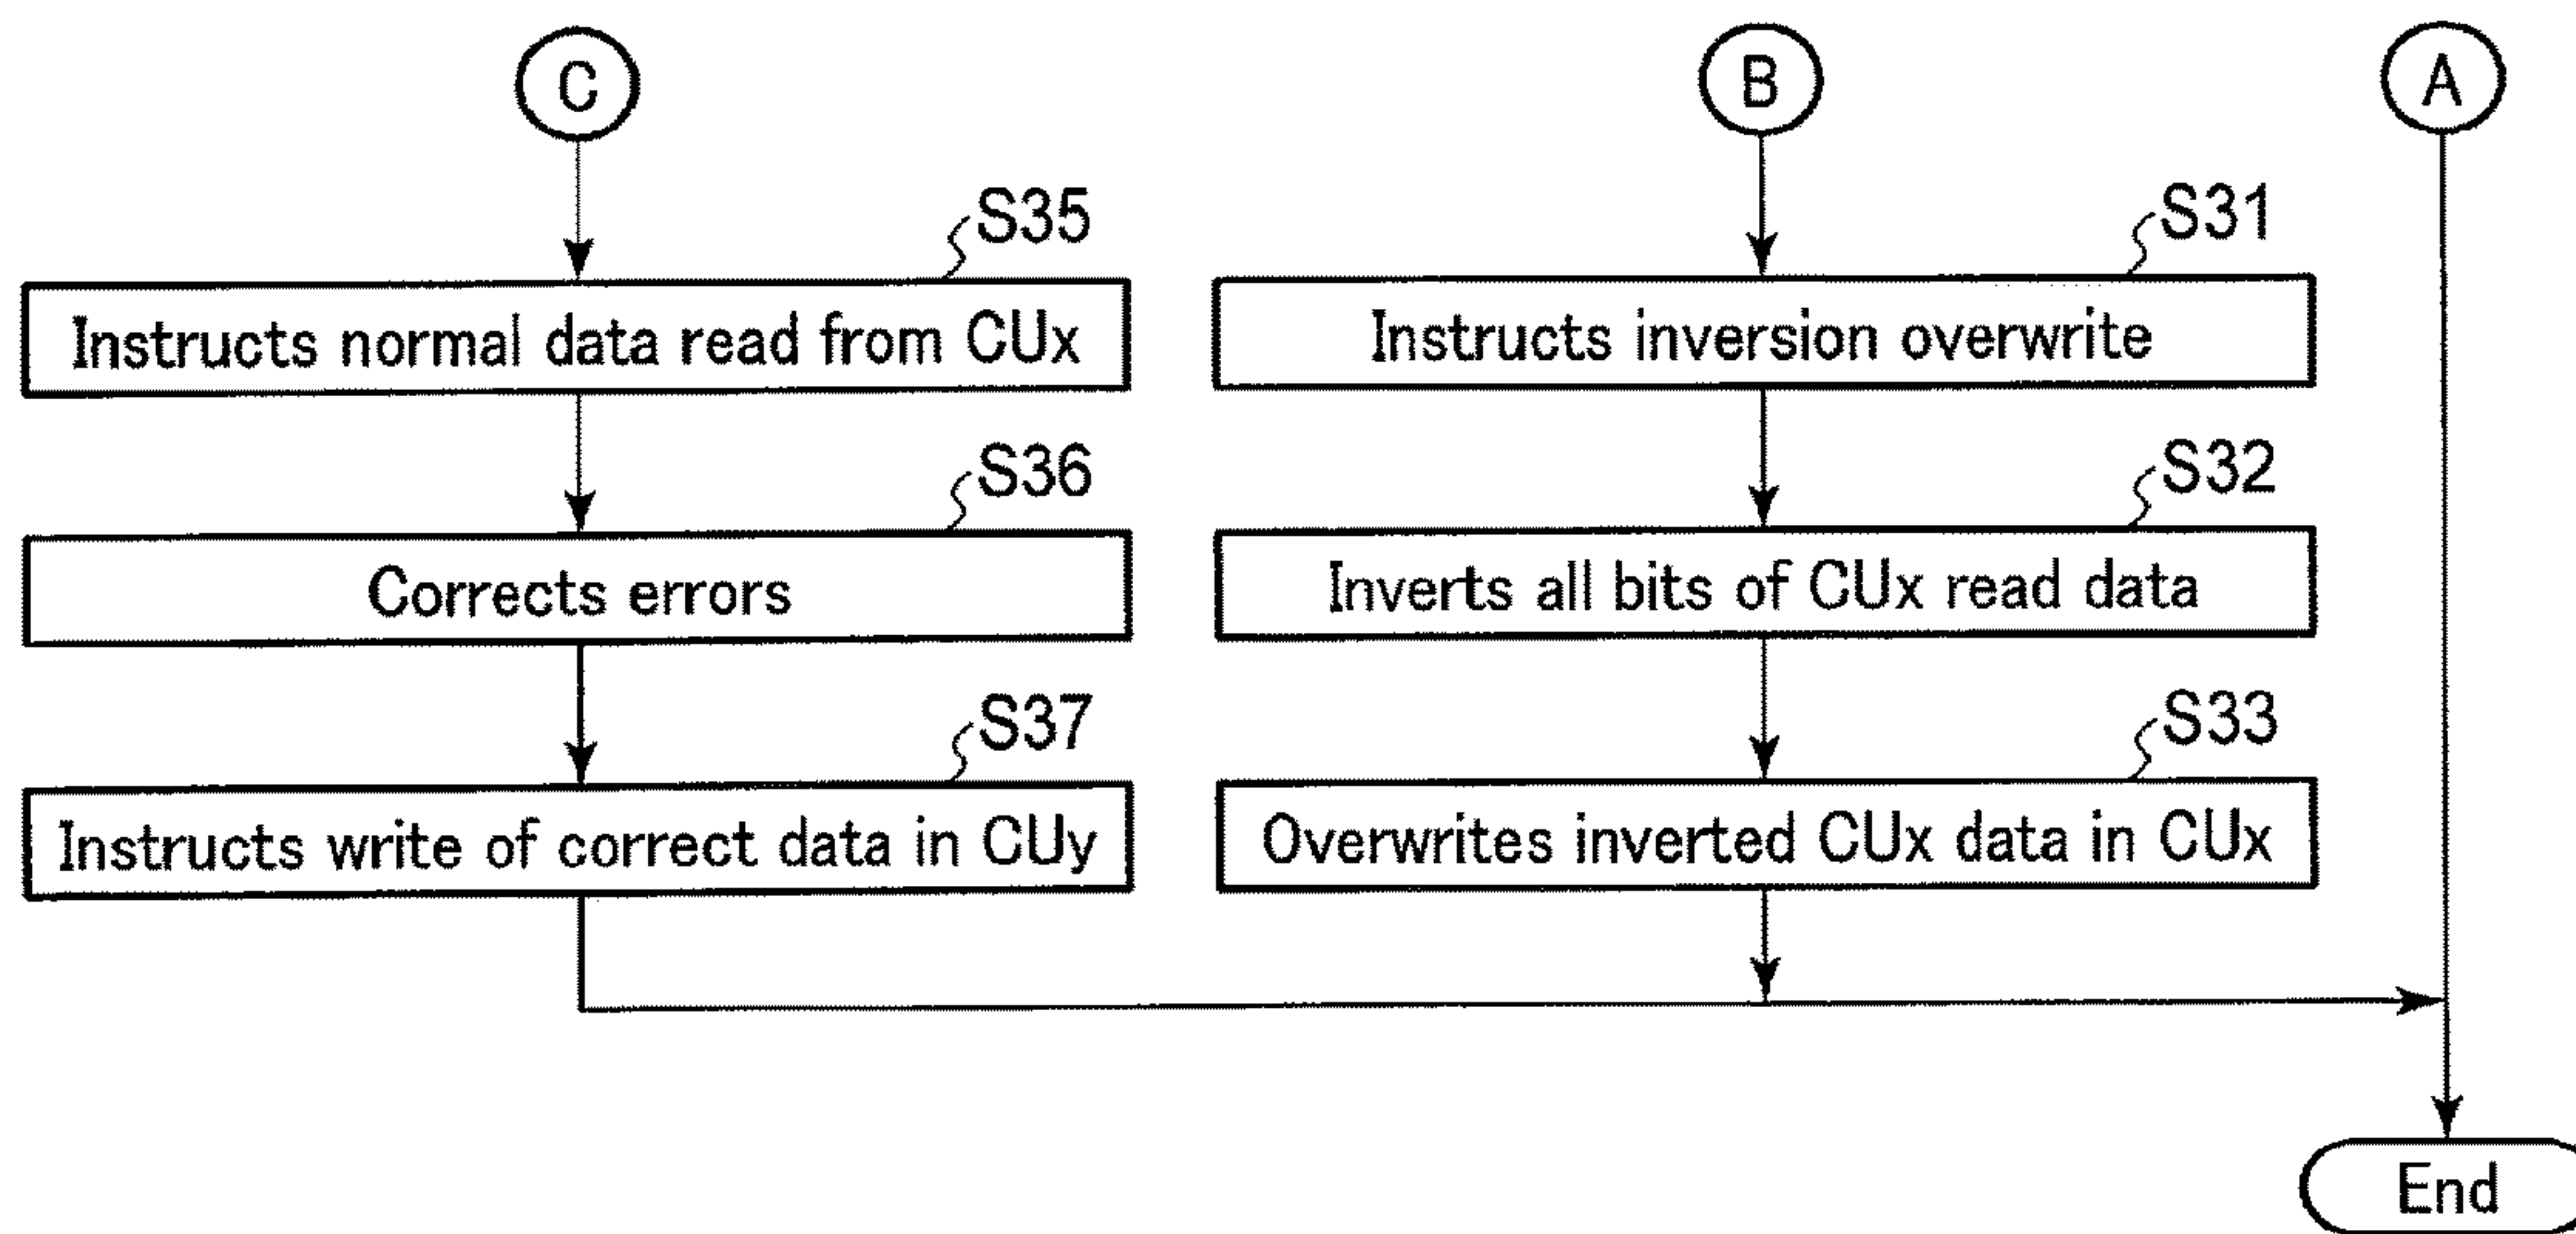 C
B
A
S35
S31
Instructs normal data read from CUx
Instructs inversion overwrite
S36
S32
Corrects errors
Inverts all bits of CUx read data
S37
S33
Instructs write of correct data in CUy
Overwrites inverted CUx data in CUx
End